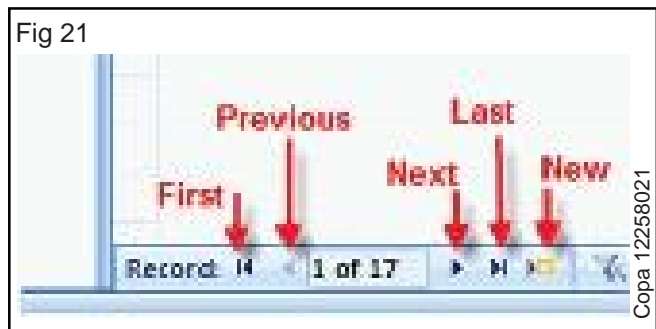 Fig 21
Previous
Last
Next
New
First
Record: 1 of 17
Copa 12258021